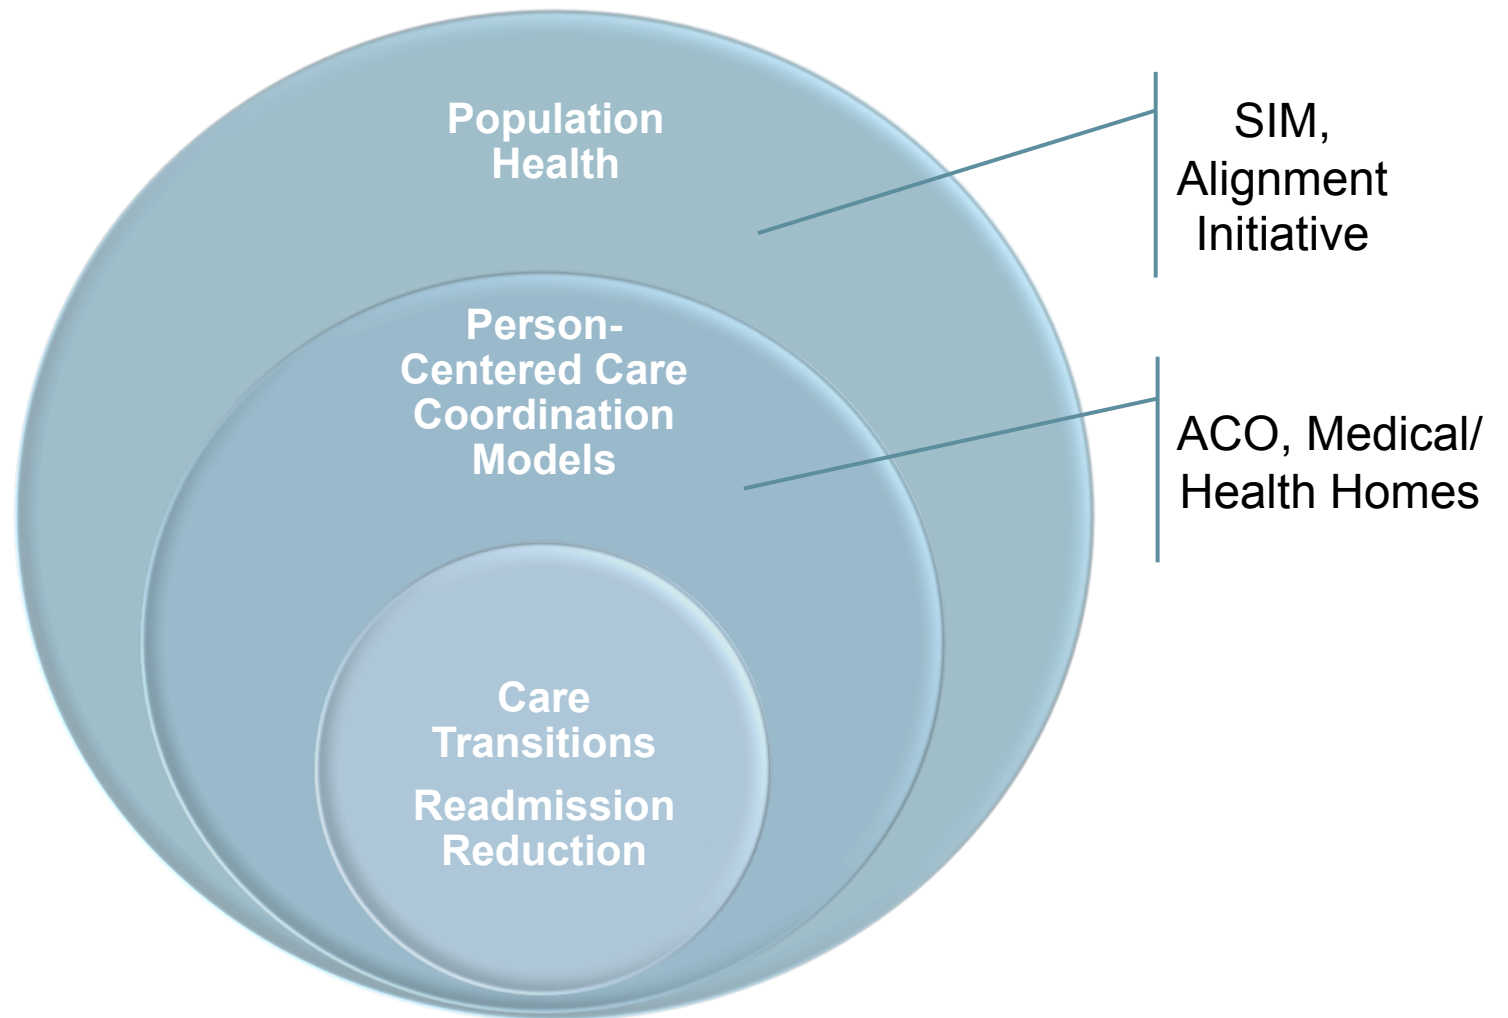 Population
Health
SIM,
Alignment
Initiative
Person-
Centered Care
Coordination
Models
ACO, Medical/
Health Homes
Care
Transitions
Readmission
Reduction